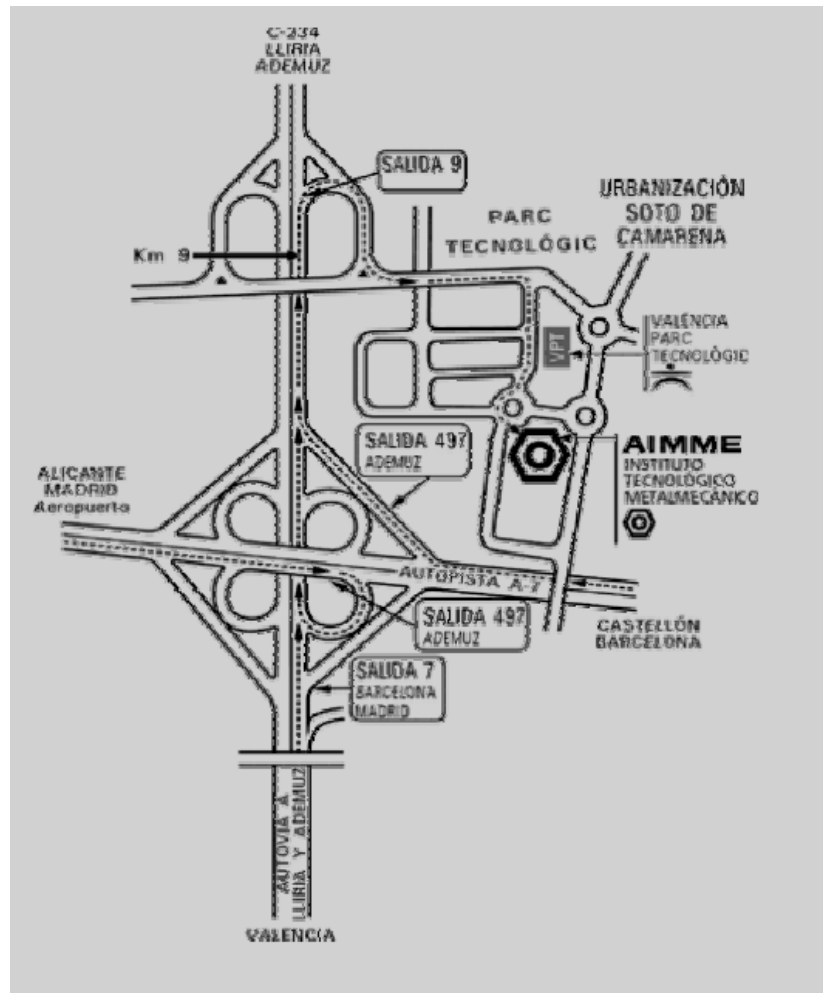 C-234
LLIRIA
ADEMUZ
SALIDA 9
URBANIZACIÓN
SOTO DE
CAMARENA
PARC
TECNOLÓGIC
Km 9
VALÈNCIA
PARC
TECNOLÒGIC
VPT
SALIDA 497
ADEMUZ
AIMME
INSTITUTO
TECNOLÓGICO
METALMECÁNICO
ALICANTE
MADRID
Aeropuerto
AUTOPISTA A-7
SALIDA 497
ADEMUZ
CASTELLÓN
BARCELONA
SALIDA 7
BARCELONA
MADRID
AUTOVIA A
LLIRIA Y ADEMUZ
VALENCIA